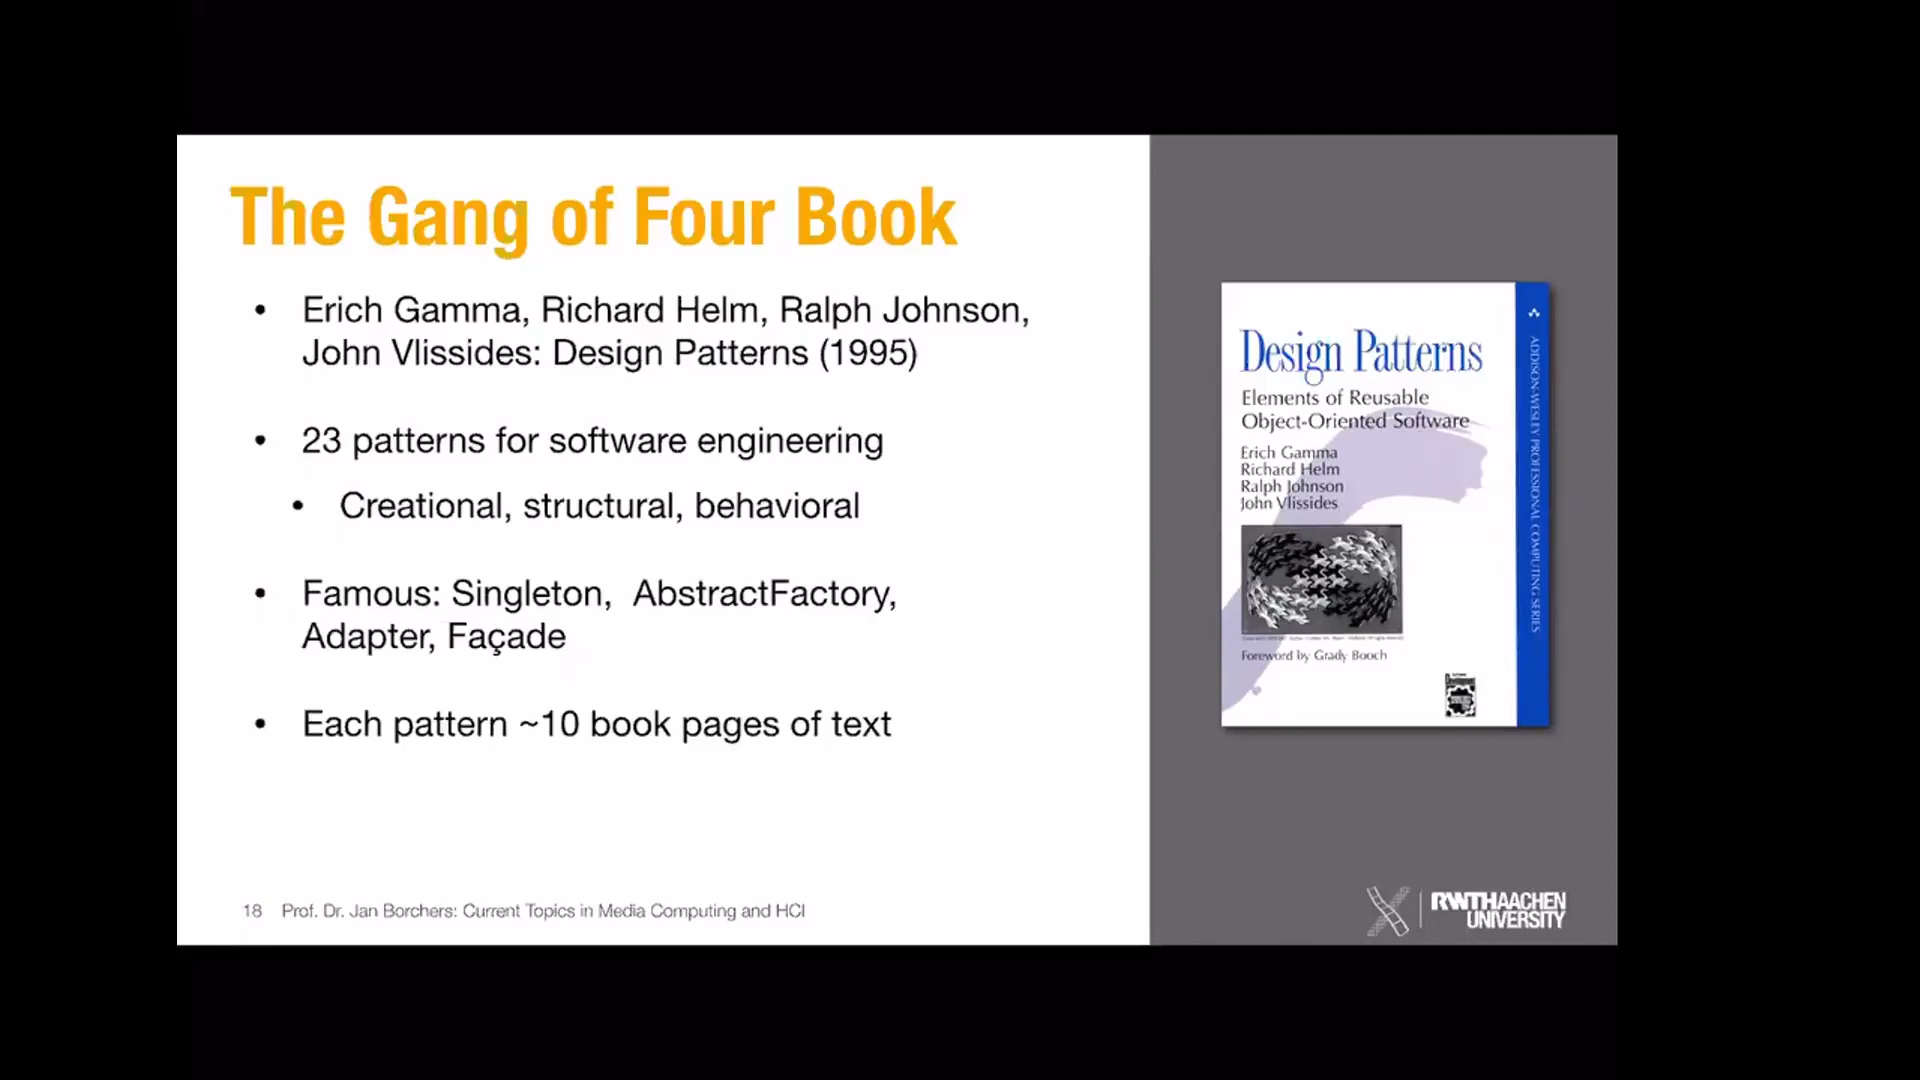 The Gang of Four Book
• Erich Gamma, Richard Helm, Ralph Johnson,
John Vlissides: Design Patterns (1995)
• 23 patterns for software engineering
• Creational, structural, behavioral
• Famous: Singleton, AbstractFactory,
Adapter, Façade
• Each pattern ~10 book pages of text
18 Prof. Dr. Jan Borchers: Current Topics in Media Computing and HCI
Design Patterns
Elements of Reusable
Object-Oriented Software
Erich Gamma
Richard Helm
Ralph Johnson
John Vlissides
Foreword by Grady Booch
ADDISON-WESLEY PROFESSIONAL COMPUTING SERIES
RWTHAACHEN
UNIVERSITY